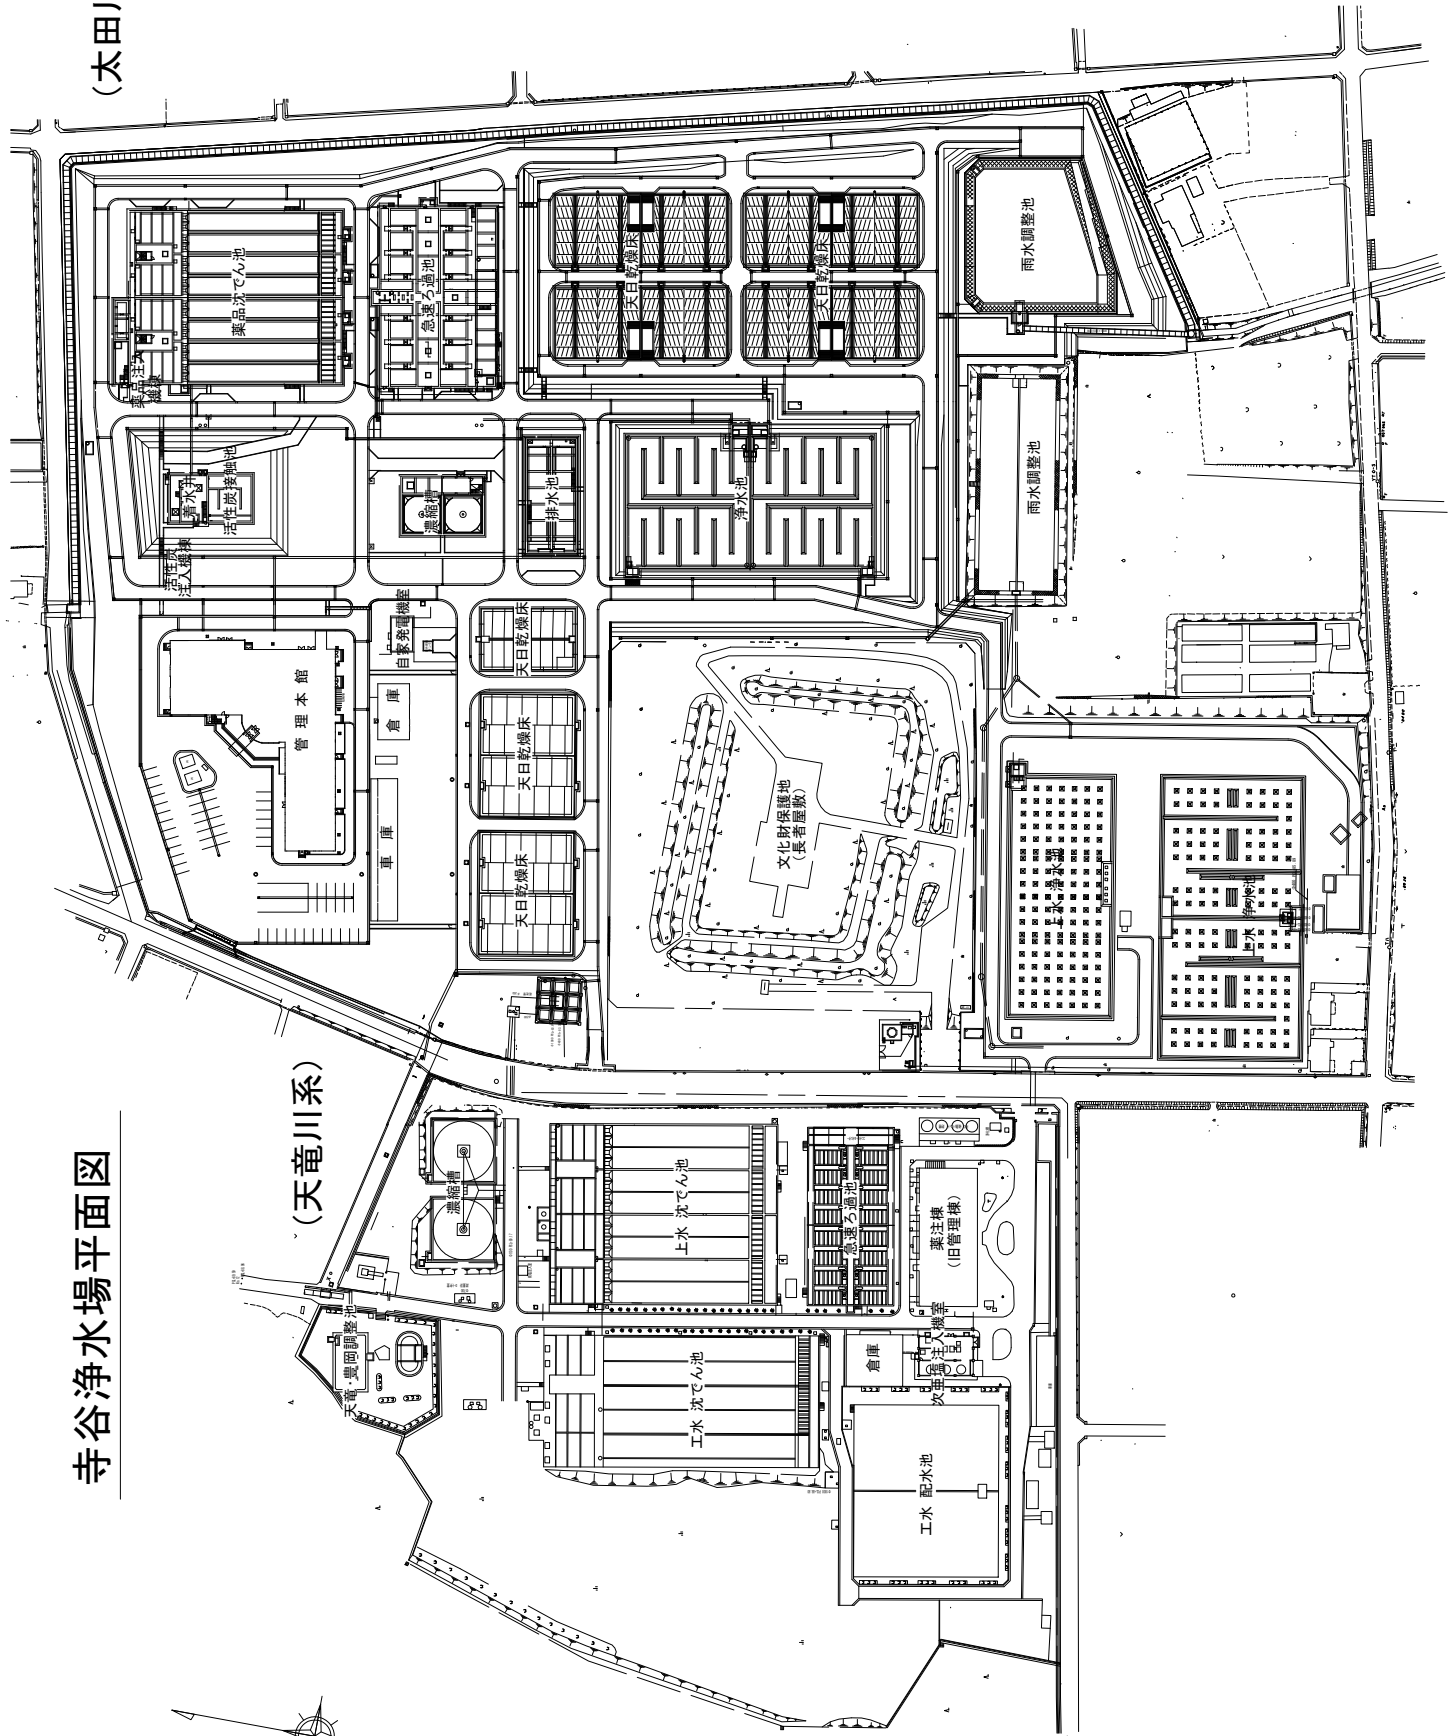 寺谷浄水場平面図
(天竜川系)
(太田川
薬品沈でん池
急速ろ過池
天日乾燥床
天日乾燥床
雨水調整池
薬品注入
機棟
着水井
活性炭接触池
活性炭
注入機棟
濃縮槽
排水池
浄水池
雨水調整池
管理本館
自家発電機室
倉庫
車庫
天日乾燥床
天日乾燥床
天日乾燥床
文化財保護地
(長者屋敷)
上水 浄水池
上水 浄水池
濃縮槽
上水 沈でん池
急速ろ過池
薬注棟
(旧管理棟)
天竜・豊岡調整池
工水 沈でん池
倉庫
次亜塩注入機室
工水 配水池